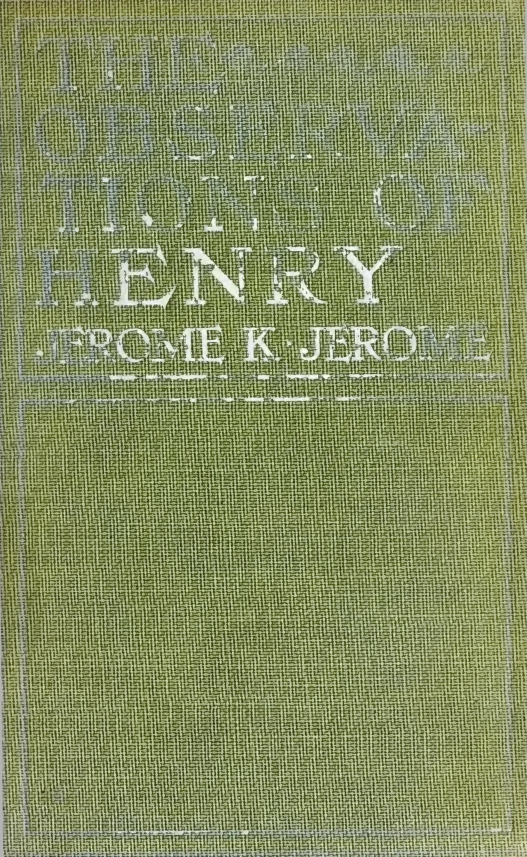 THE
OBSERVA-
TIONS OF
HENRY
JEROME K · JEROME